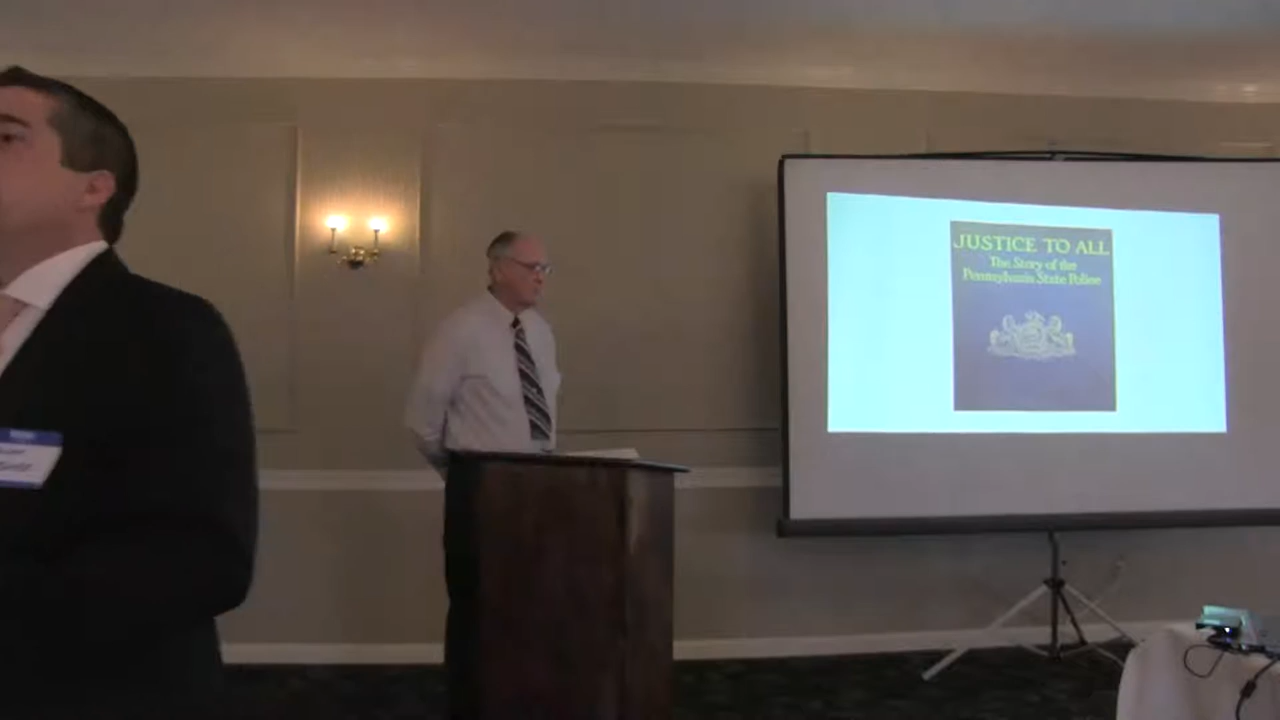 JUSTICE TO ALL
The Story of the
Pennsylvania State Police